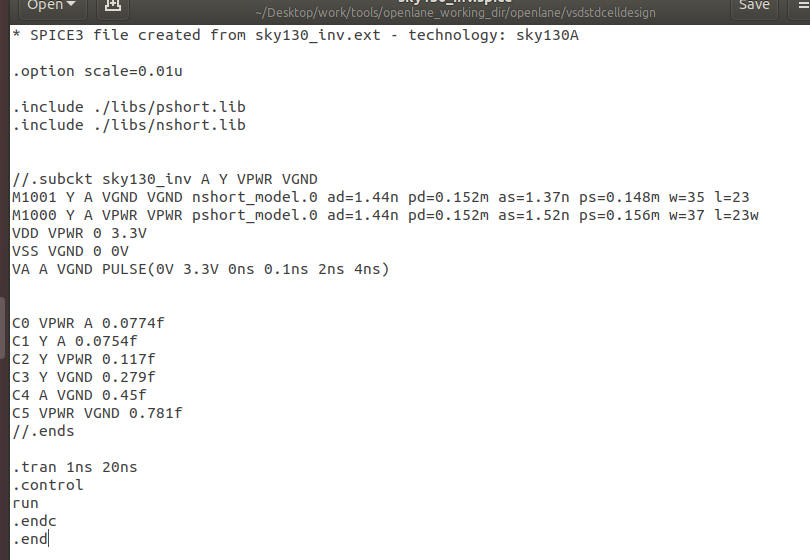 Open
Save
~/Desktop/work/tools/openlane_working_dir/openlane/vsdstdcelldesign
* SPICE3 file created from sky130_inv.ext - technology: sky130A
.option scale=0.01u
.include ./libs/pshort.lib
.include ./libs/nshort.lib
//.subckt sky130_inv A Y VPWR VGND
M1001 Y A VGND VGND nshort_model.0 ad=1.44n pd=0.152m as=1.37n ps=0.148m w=35 l=23
M1000 Y A VPWR VPWR pshort_model.0 ad=1.44n pd=0.152m as=1.52n ps=0.156m w=37 l=23w
VDD VPWR 0 3.3V
VSS VGND 0 0V
VA A VGND PULSE(0V 3.3V 0ns 0.1ns 2ns 4ns)
C0 VPWR A 0.0774f
C1 Y A 0.0754f
C2 Y VPWR 0.117f
C3 Y VGND 0.279f
C4 A VGND 0.45f
C5 VPWR VGND 0.781f
//.ends
.tran 1ns 20ns
.control
run
.endc
.end